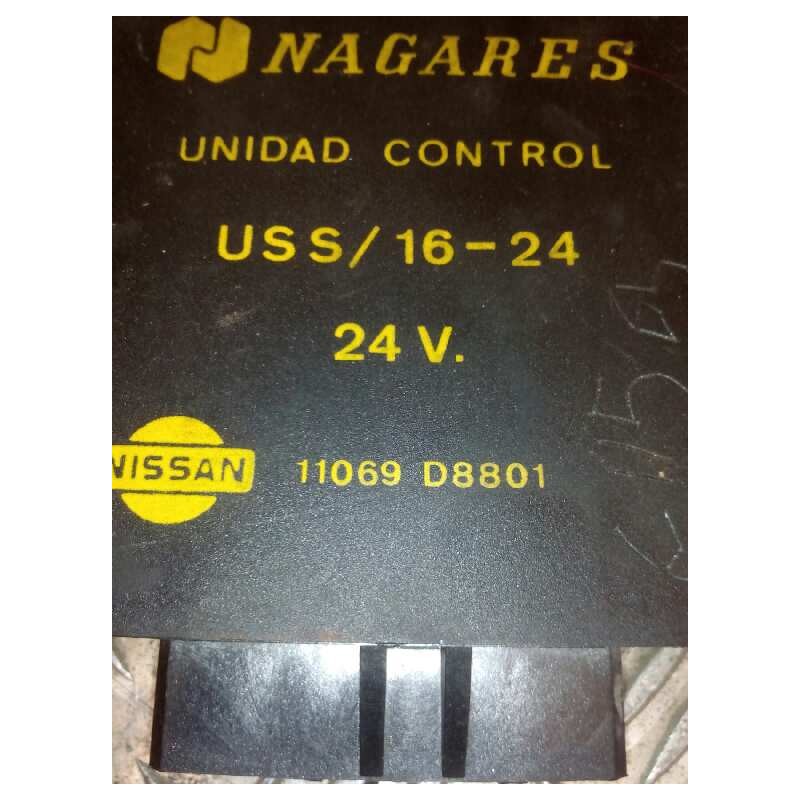 NAGARES
UNIDAD CONTROL
USS/16-24
24 V.
NISSAN 11069 D8801